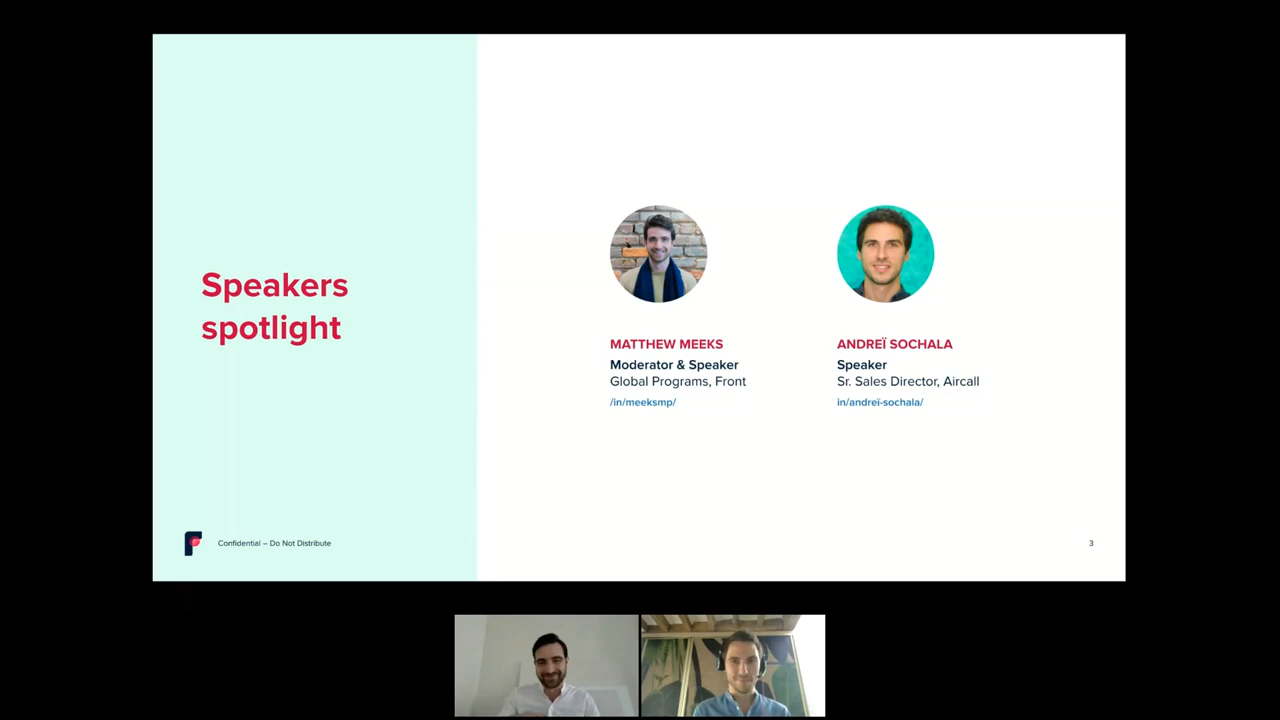 Speakers
spotlight
MATTHEW MEEKS
Moderator & Speaker
Global Programs, Front
/in/meeksmp/
ANDREÏ SOCHALA
Speaker
Sr. Sales Director, Aircall
in/andreï-sochala/
Confidential – Do Not Distribute
3